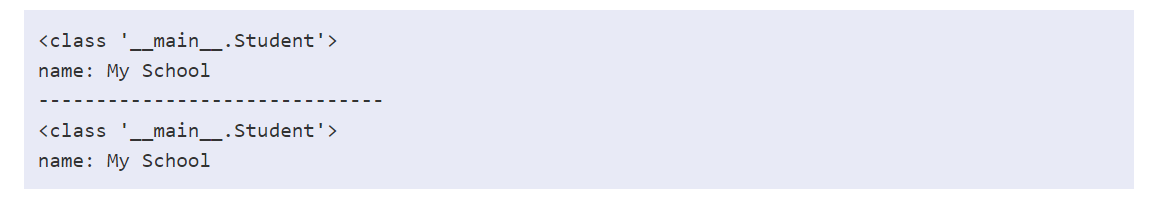 <class '__main__.Student'>
name: My School
------------------------------
<class '__main__.Student'>
name: My School